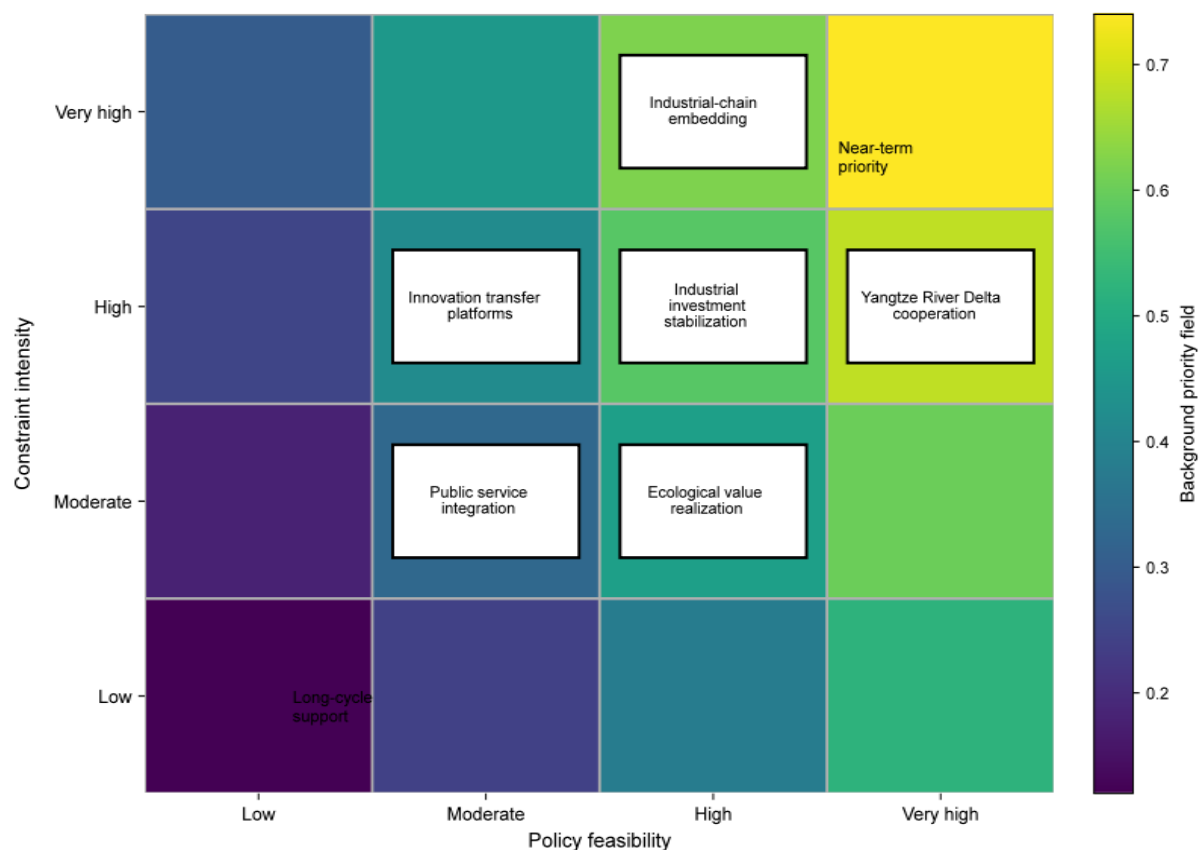 Very high
Industrial-chain
embedding
Near-term
priority
High
Innovation transfer
platforms
Industrial
investment
stabilization
Yangtze River Delta
cooperation
Moderate
Public service
integration
Ecological value
realization
Low
Long-cycle
support
Constraint intensity
Low
Moderate
High
Very high
Policy feasibility
0.7
0.6
0.5
0.4
0.3
0.2
Background priority field